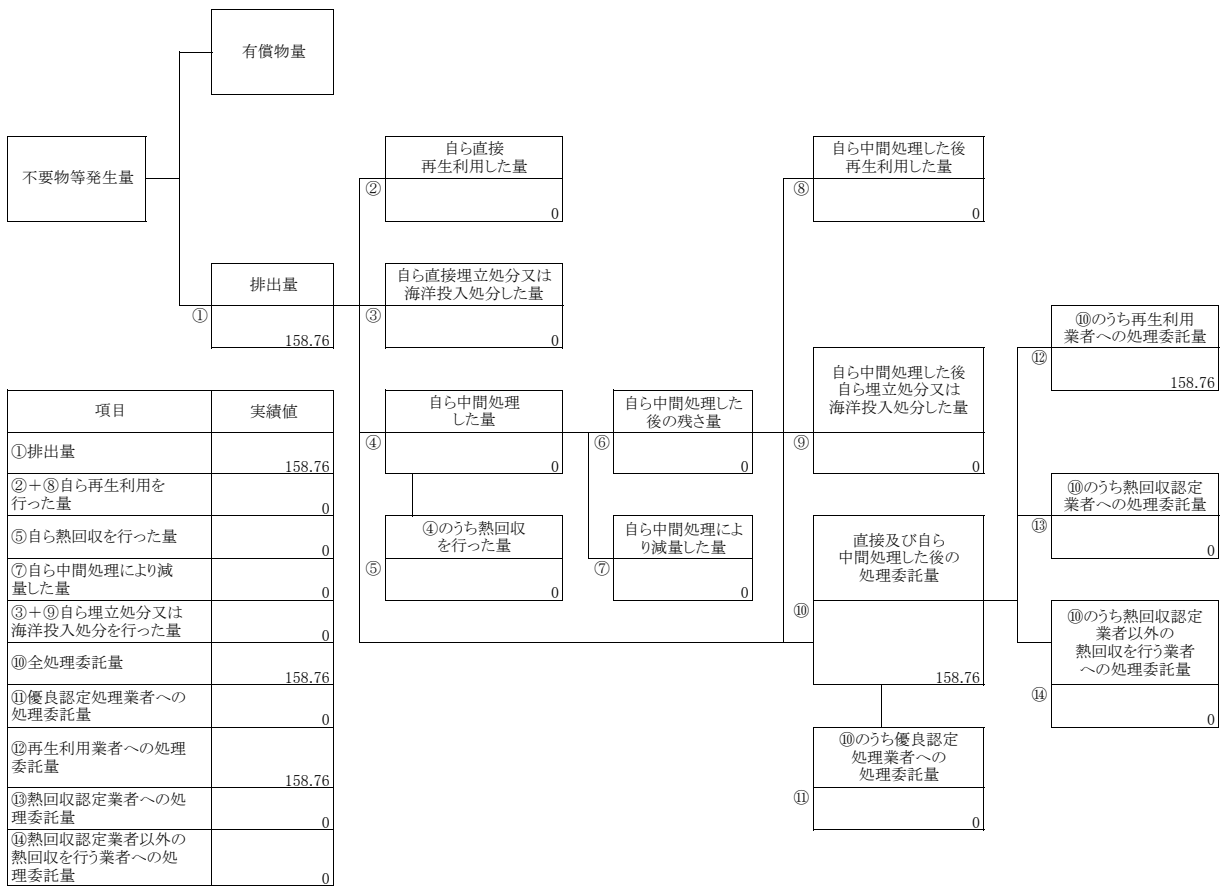 有償物量
不要物等発生量
自ら直接
再生利用した量
②
0
自ら中間処理した後
再生利用した量
⑧
0
排出量
①
158.76
自ら直接埋立処分又は
海洋投入処分した量
③
0
⑩のうち再生利用
業者への処理委託量
⑫
158.76
自ら中間処理
した量
④
0
自ら中間処理した
後の残さ量
⑥
0
自ら中間処理した後
自ら埋立処分又は
海洋投入処分した量
⑨
0
⑩のうち熱回収認定
業者への処理委託量
⑬
0
④のうち熱回収
を行った量
⑤
0
自ら中間処理によ
り減量した量
⑦
0
直接及び自ら
中間処理した後の
処理委託量
⑩
158.76
⑩のうち熱回収認定
業者以外の
熱回収を行う業者
への処理委託量
⑭
0
⑩のうち優良認定
処理業者への
処理委託量
⑪
0
項目 実績値
①排出量
158.76
②＋⑧自ら再生利用を
行った量
0
⑤自ら熱回収を行った量
0
⑦自ら中間処理により減
量した量
0
③＋⑨自ら埋立処分又は
海洋投入処分を行った量
0
⑩全処理委託量
158.76
⑪優良認定処理業者への
処理委託量
0
⑫再生利用業者への処理
委託量
158.76
⑬熱回収認定業者への処
理委託量
0
⑭熱回収認定業者以外の
熱回収を行う業者への処
理委託量
0